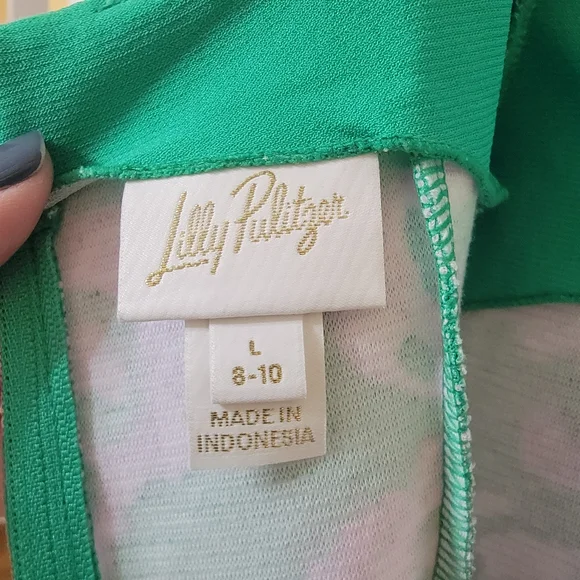 Lilly Pulitzer
L
8-10
MADE IN
INDONESIA